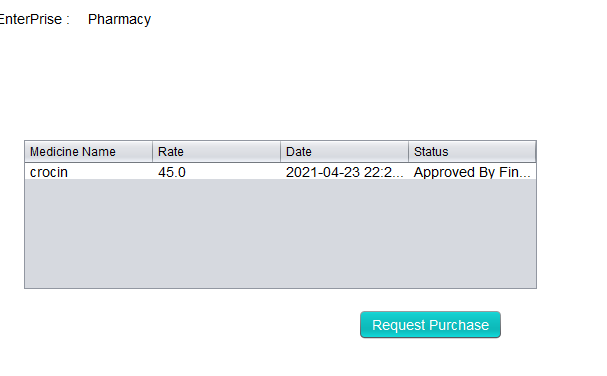 EnterPrise : Pharmacy
Medicine Name Rate Date Status
crocin 45.0 2021-04-23 22:2... Approved By Fin...
Request Purchase